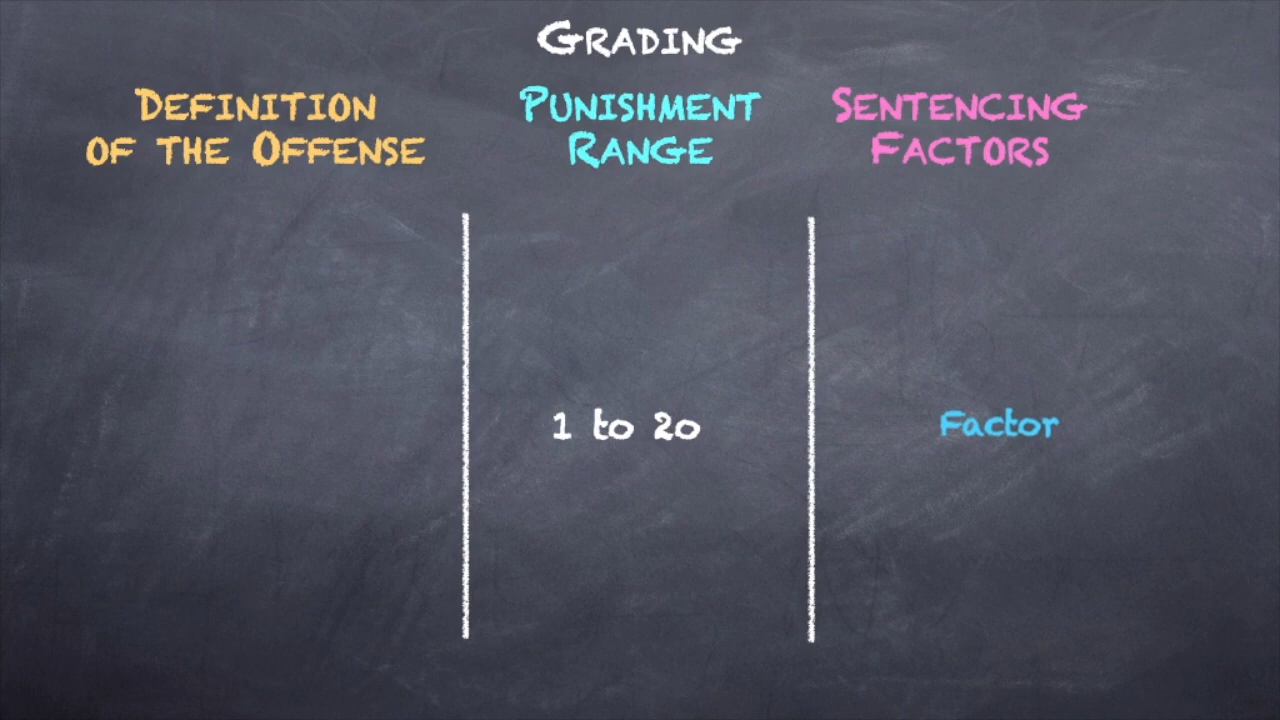 Grading
Definition
of the Offense
Punishment
Range
Sentencing
Factors
1 to 20
Factor